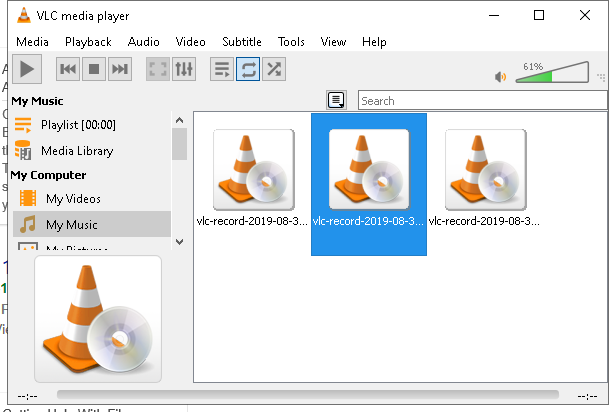 VLC media player
Media Playback Audio Video Subtitle Tools View Help
61%
My Music
Search
Playlist [00:00]
Media Library
My Computer
My Videos
My Music
My Pictures
vlc-record-2019-08-3... vlc-record-2019-08-3... vlc-record-2019-08-3...
--:-- --:--